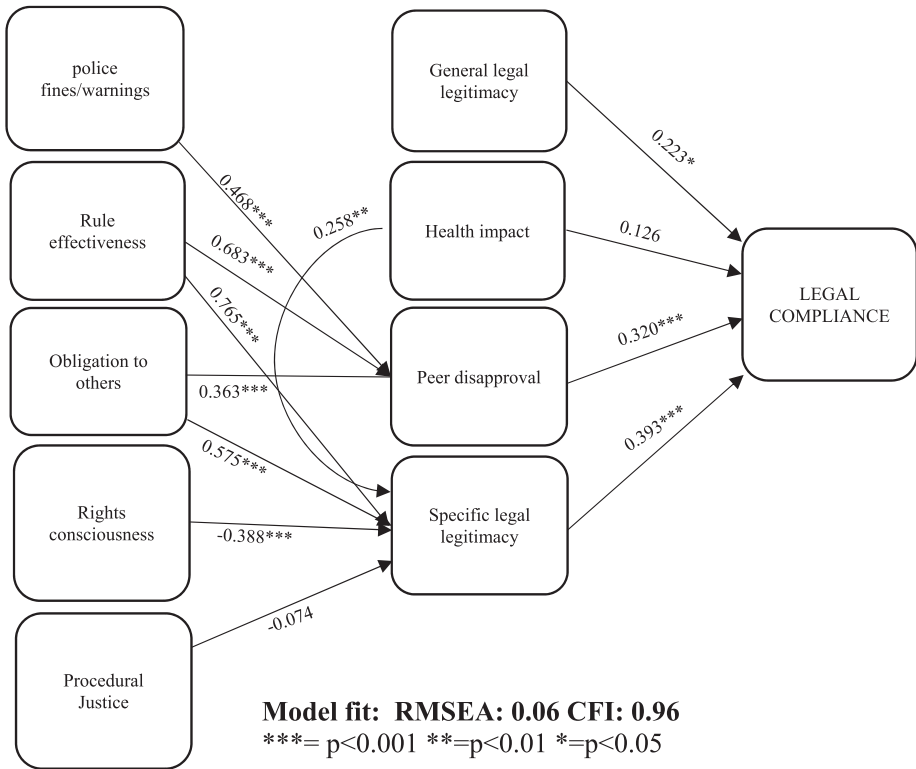 police
fines/warnings
Rule
effectiveness
Obligation to
others
Rights
consciousness
Procedural
Justice
0.468***
0.683***
0.765***
0.363***
0.575***
-0.388***
-0.074
0.258**
General legal
legitimacy
Health impact
Peer disapproval
Specific legal
legitimacy
0.223*
0.126
0.320***
0.393***
LEGAL
COMPLIANCE
Model fit: RMSEA: 0.06 CFI: 0.96
***= p<0.001 **=p<0.01 *=p<0.05